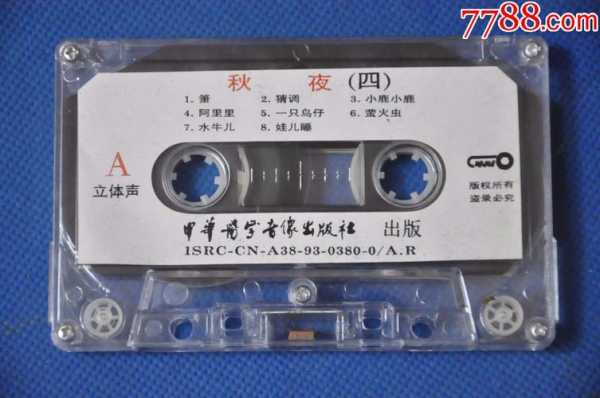 7788.com
秋 夜 (四)
1. 箫 2. 猜调 3. 小鹿小鹿
4. 阿里里 5. 一只鸟仔 6. 萤火虫
7. 水牛儿 8. 娃儿睡
A
立体声
版权所有
盗录必究
中华医学音像出版社 出版
ISRC-CN-A38-93-0380-0/A.R